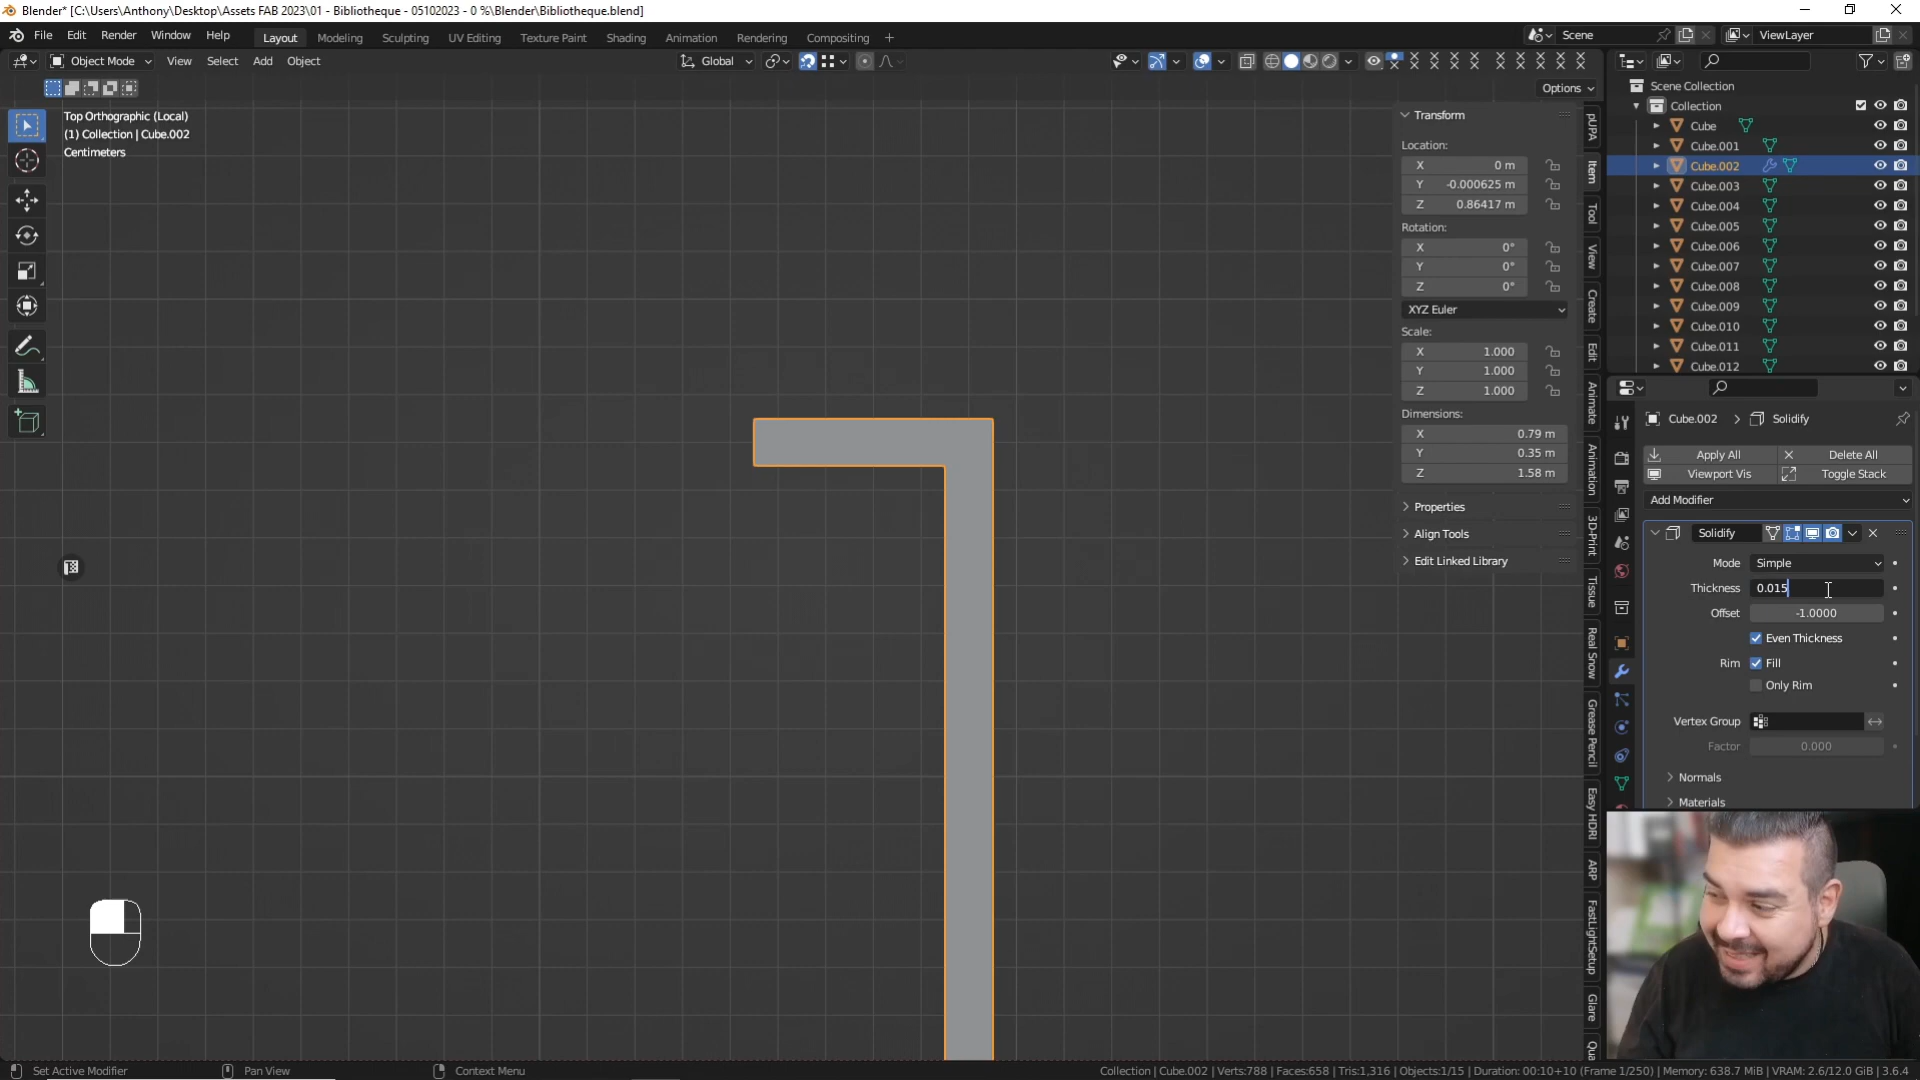 Blender* [C:\Users\Anthony\Desktop\Assets FAB 2023\01 - Bibliotheque - 05102023 - 0 %\Blender\Bibliotheque.blend]
File Edit Render Window Help Layout Modeling Sculpting UV Editing Texture Paint Shading Animation Rendering Compositing + Scene ViewLayer
Object Mode View Select Add Object Global
Options
Top Orthographic (Local)
(1) Collection | Cube.002
Centimeters
Transform
Location:
X 0 m
Y -0.000625 m
Z 0.86417 m
Rotation:
X 0°
Y 0°
Z 0°
XYZ Euler
Scale:
X 1.000
Y 1.000
Z 1.000
Dimensions:
X 0.79 m
Y 0.35 m
Z 1.58 m
Properties
Align Tools
Edit Linked Library
pUPA
Item
Tool
View
Create
Edit
Animate
Animation
3D-Print
Tissue
Real Snow
Grease Pencil
Easy HDRI
ARP
FastLightSetup
Glare
Qua
Scene Collection
Collection
Cube
Cube.001
Cube.002
Cube.003
Cube.004
Cube.005
Cube.006
Cube.007
Cube.008
Cube.009
Cube.010
Cube.011
Cube.012
Cube.002 > Solidify
Apply All Delete All
Viewport Vis Toggle Stack
Add Modifier
Solidify
Mode Simple
Thickness 0.015
Offset -1.0000
Even Thickness
Rim Fill
Only Rim
Vertex Group
Factor 0.000
Normals
Materials
Set Active Modifier Pan View Context Menu Collection | Cube.002 | Verts:788 | Faces:658 | Tris:1,316 | Objects:1/15 | Duration: 00:10+10 (Frame 1/250) | Memory: 638.7 MiB | VRAM: 2.6/12.0 GiB | 3.6.4